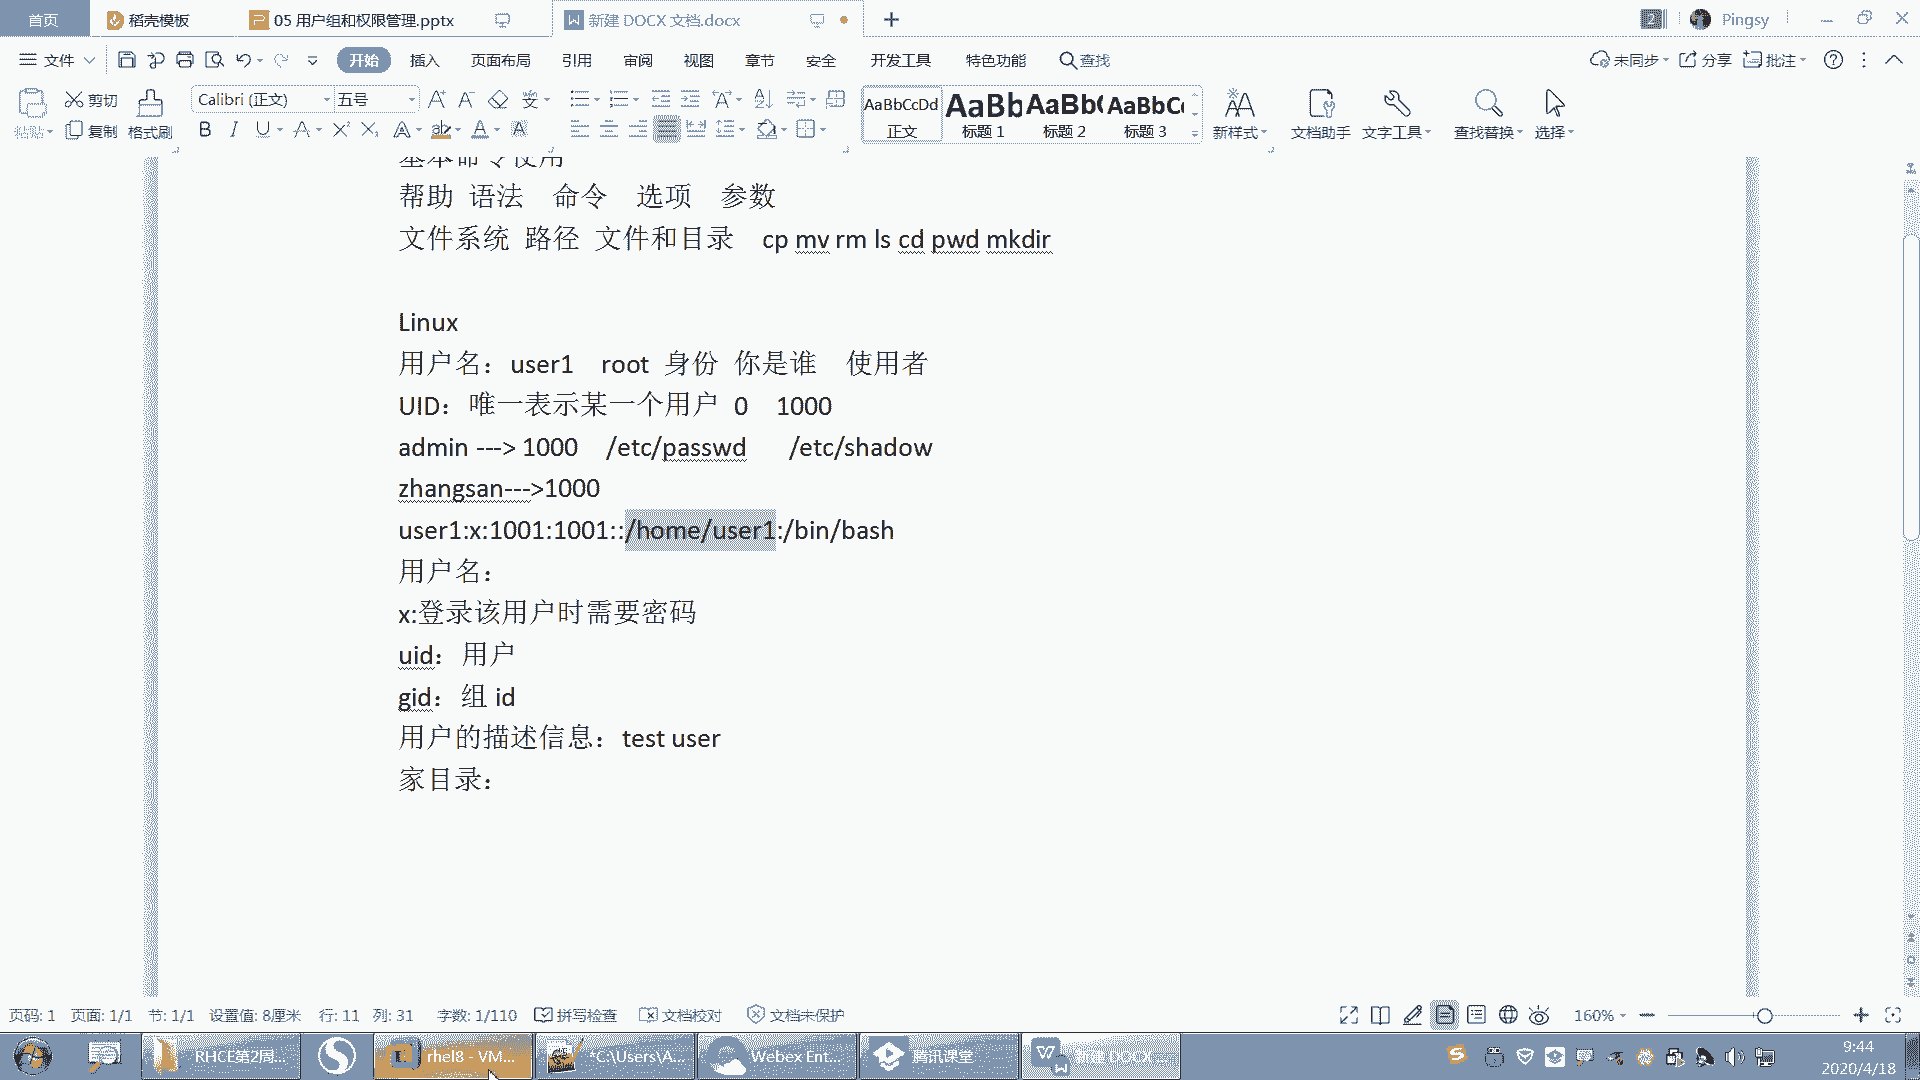 首页 稻壳模板 05 用户组和权限管理.pptx 新建 DOCX 文档.docx Pingsy
文件 开始 插入 页面布局 引用 审阅 视图 章节 安全 开发工具 特色功能 查找 未同步 分享 批注
粘贴 剪切 复制 格式刷 Calibri (正文) 五号 AaBbCcDd 正文 标题 1 标题 2 标题 3 新样式 文档助手 文字工具 查找替换 选择
基本命令使用
帮助 语法 命令 选项 参数
文件系统 路径 文件和目录 cp mv rm ls cd pwd mkdir
Linux
用户名：user1 root 身份 你是谁 使用者
UID：唯一表示某一个用户 0 1000
admin ---> 1000 /etc/passwd /etc/shadow
zhangsan--->1000
user1:x:1001:1001::/home/user1:/bin/bash
用户名：
x:登录该用户时需要密码
uid：用户
gid：组 id
用户的描述信息：test user
家目录：
页码: 1 页面: 1/1 节: 1/1 设置值: 8厘米 行: 11 列: 31 字数: 1/110 拼写检查 文档校对 文档未保护 160%
RHCE第2周... rhel8 - VM... *C:\Users\A... Webex Ent... 腾讯课堂 新建 DOCX ... 9:44
2020/4/18